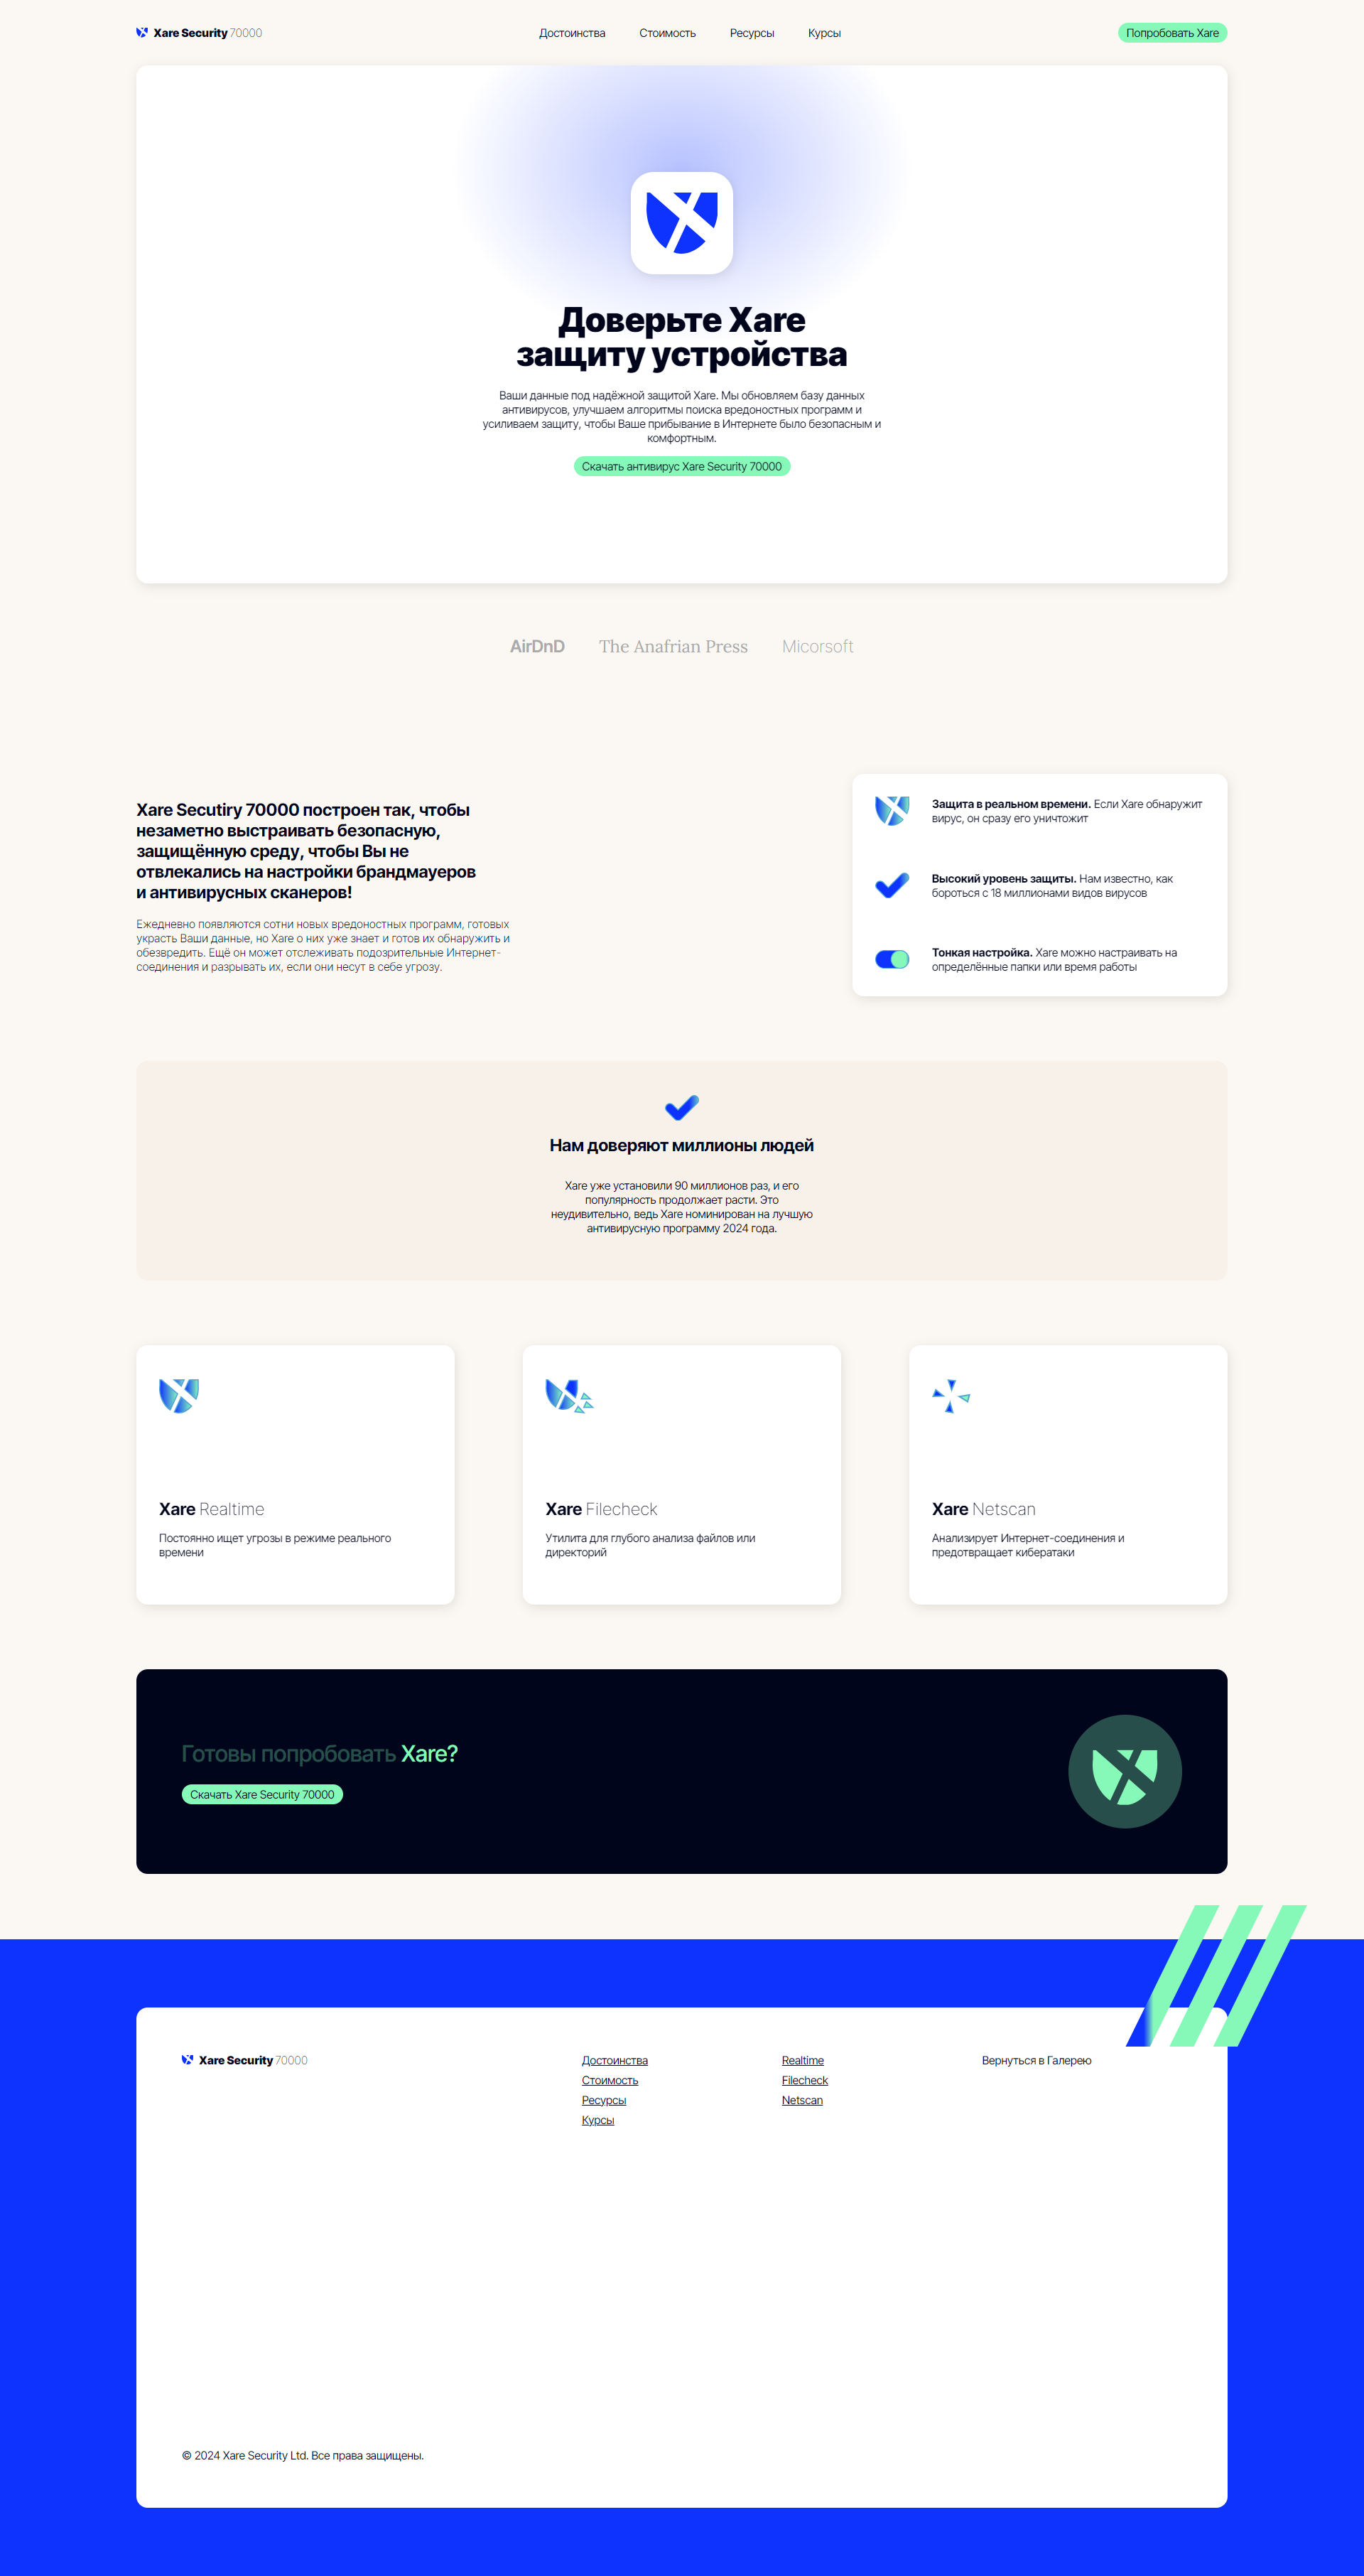 Xare Security 70000
Достоинства
Стоимость
Ресурсы
Курсы
Попробовать Xare
Доверьте Xare
защиту устройства
Ваши данные под надёжной защитой Xare. Мы обновляем базу данных
антивирусов, улучшаем алгоритмы поиска вредоностных программ и
усиливаем защиту, чтобы Ваше прибывание в Интернете было безопасным и
комфортным.
Скачать антивирус Xare Security 70000
AirDnD
The Anafrian Press
Micorsoft
Xare Secutiry 70000 построен так, чтобы
незаметно выстраивать безопасную,
защищённую среду, чтобы Вы не
отвлекались на настройки брандмауеров
и антивирусных сканеров!
Ежедневно появляются сотни новых вредоностных программ, готовых
украсть Ваши данные, но Xare о них уже знает и готов их обнаружить и
обезвредить. Ещё он может отслеживать подозрительные Интернет-
соединения и разрывать их, если они несут в себе угрозу.
Защита в реальном времени. Если Xare обнаружит
вирус, он сразу его уничтожит
Высокий уровень защиты. Нам известно, как
бороться с 18 миллионами видов вирусов
Тонкая настройка. Xare можно настраивать на
определённые папки или время работы
Нам доверяют миллионы людей
Xare уже установили 90 миллионов раз, и его
популярность продолжает расти. Это
неудивительно, ведь Xare номинирован на лучшую
антивирусную программу 2024 года.
Xare Realtime
Постоянно ищет угрозы в режиме реального
времени
Xare Filecheck
Утилита для глубого анализа файлов или
директорий
Xare Netscan
Анализирует Интернет-соединения и
предотвращает кибератаки
Готовы попробовать Xare?
Скачать Xare Security 70000
Xare Security 70000
Достоинства
Стоимость
Ресурсы
Курсы
Realtime
Filecheck
Netscan
Вернуться в Галерею
© 2024 Xare Security Ltd. Все права защищены.